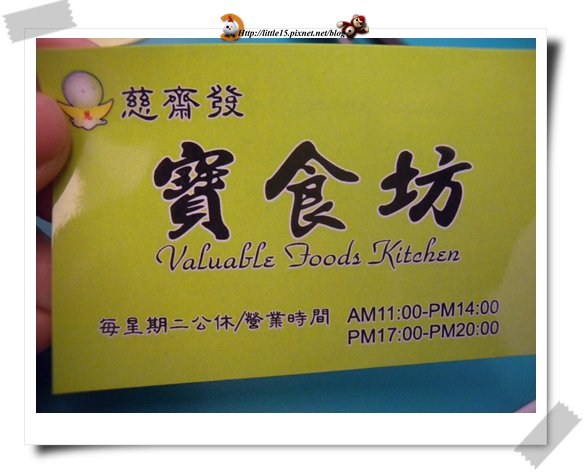 Http://little15.pixnet.net/blog
慈齋發
寶食坊
Valuable Foods Kitchen
每星期二公休/營業時間 AM11:00-PM14:00
PM17:00-PM20:00